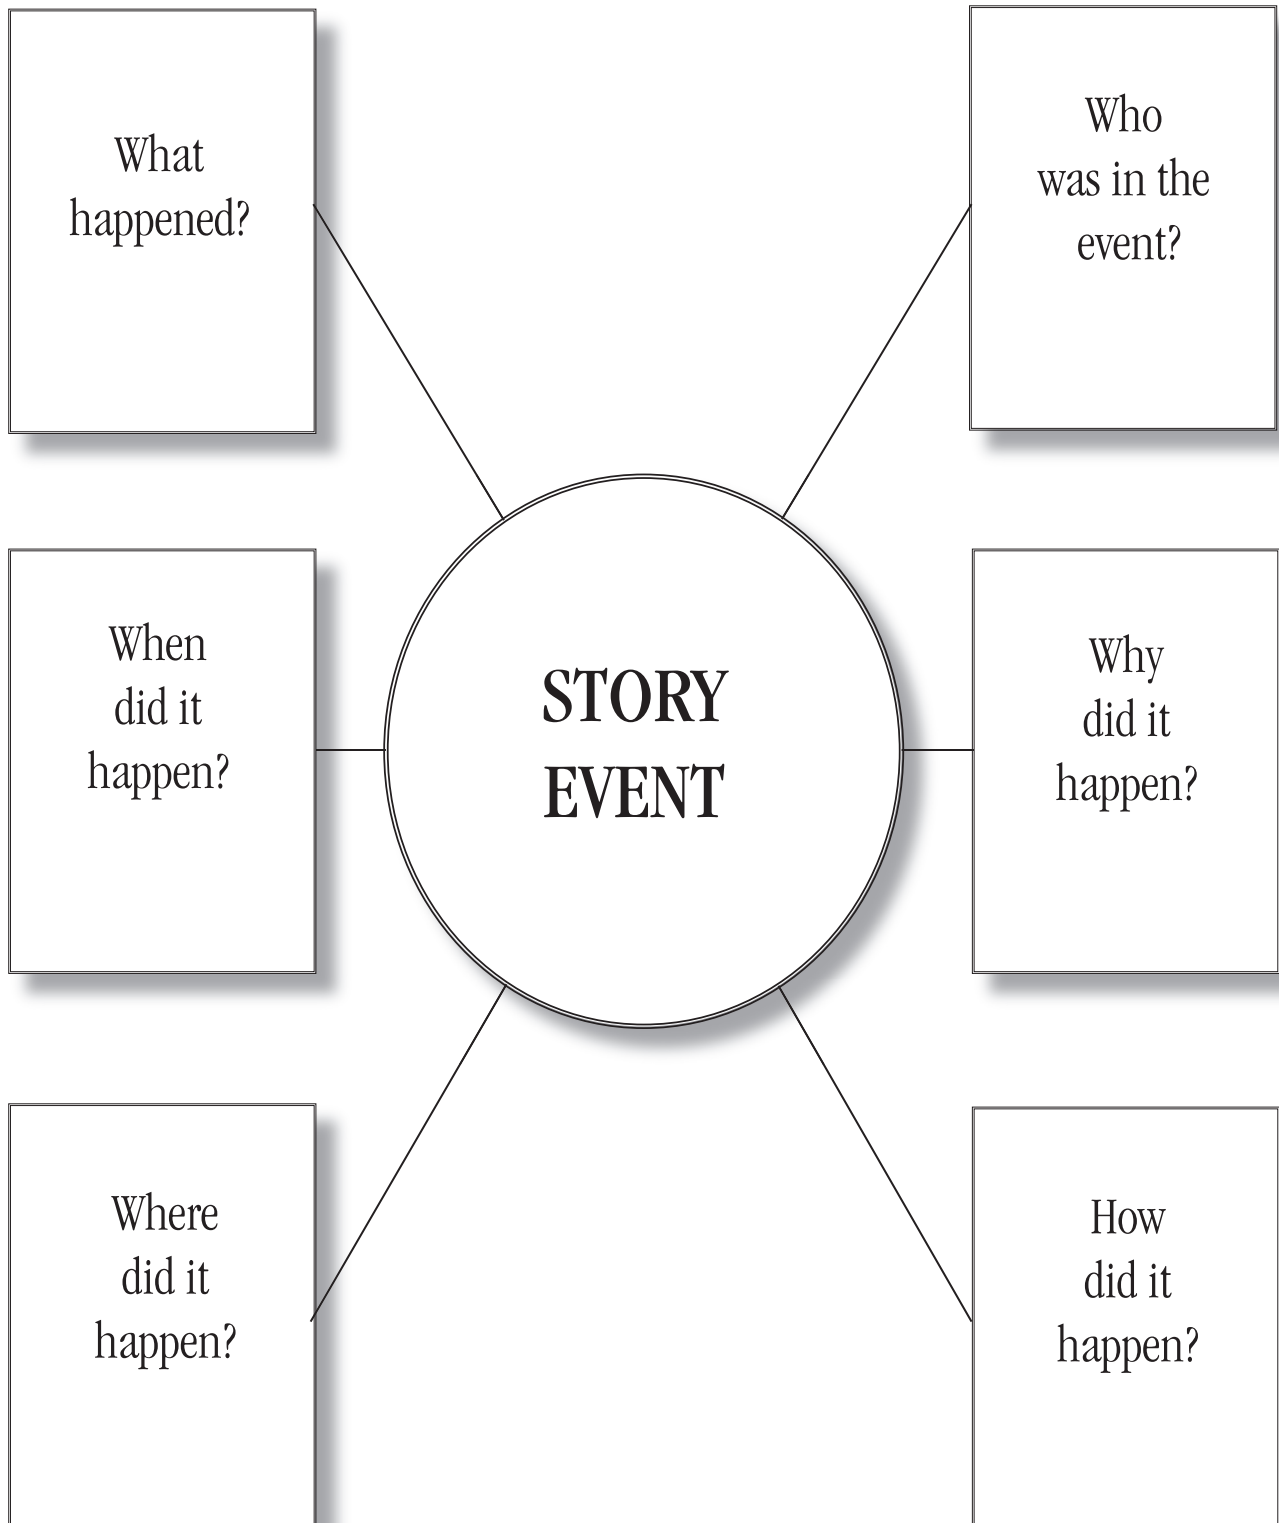 What
happened?
Who
was in the
event?
When
did it
happen?
STORY
EVENT
Why
did it
happen?
Where
did it
happen?
How
did it
happen?